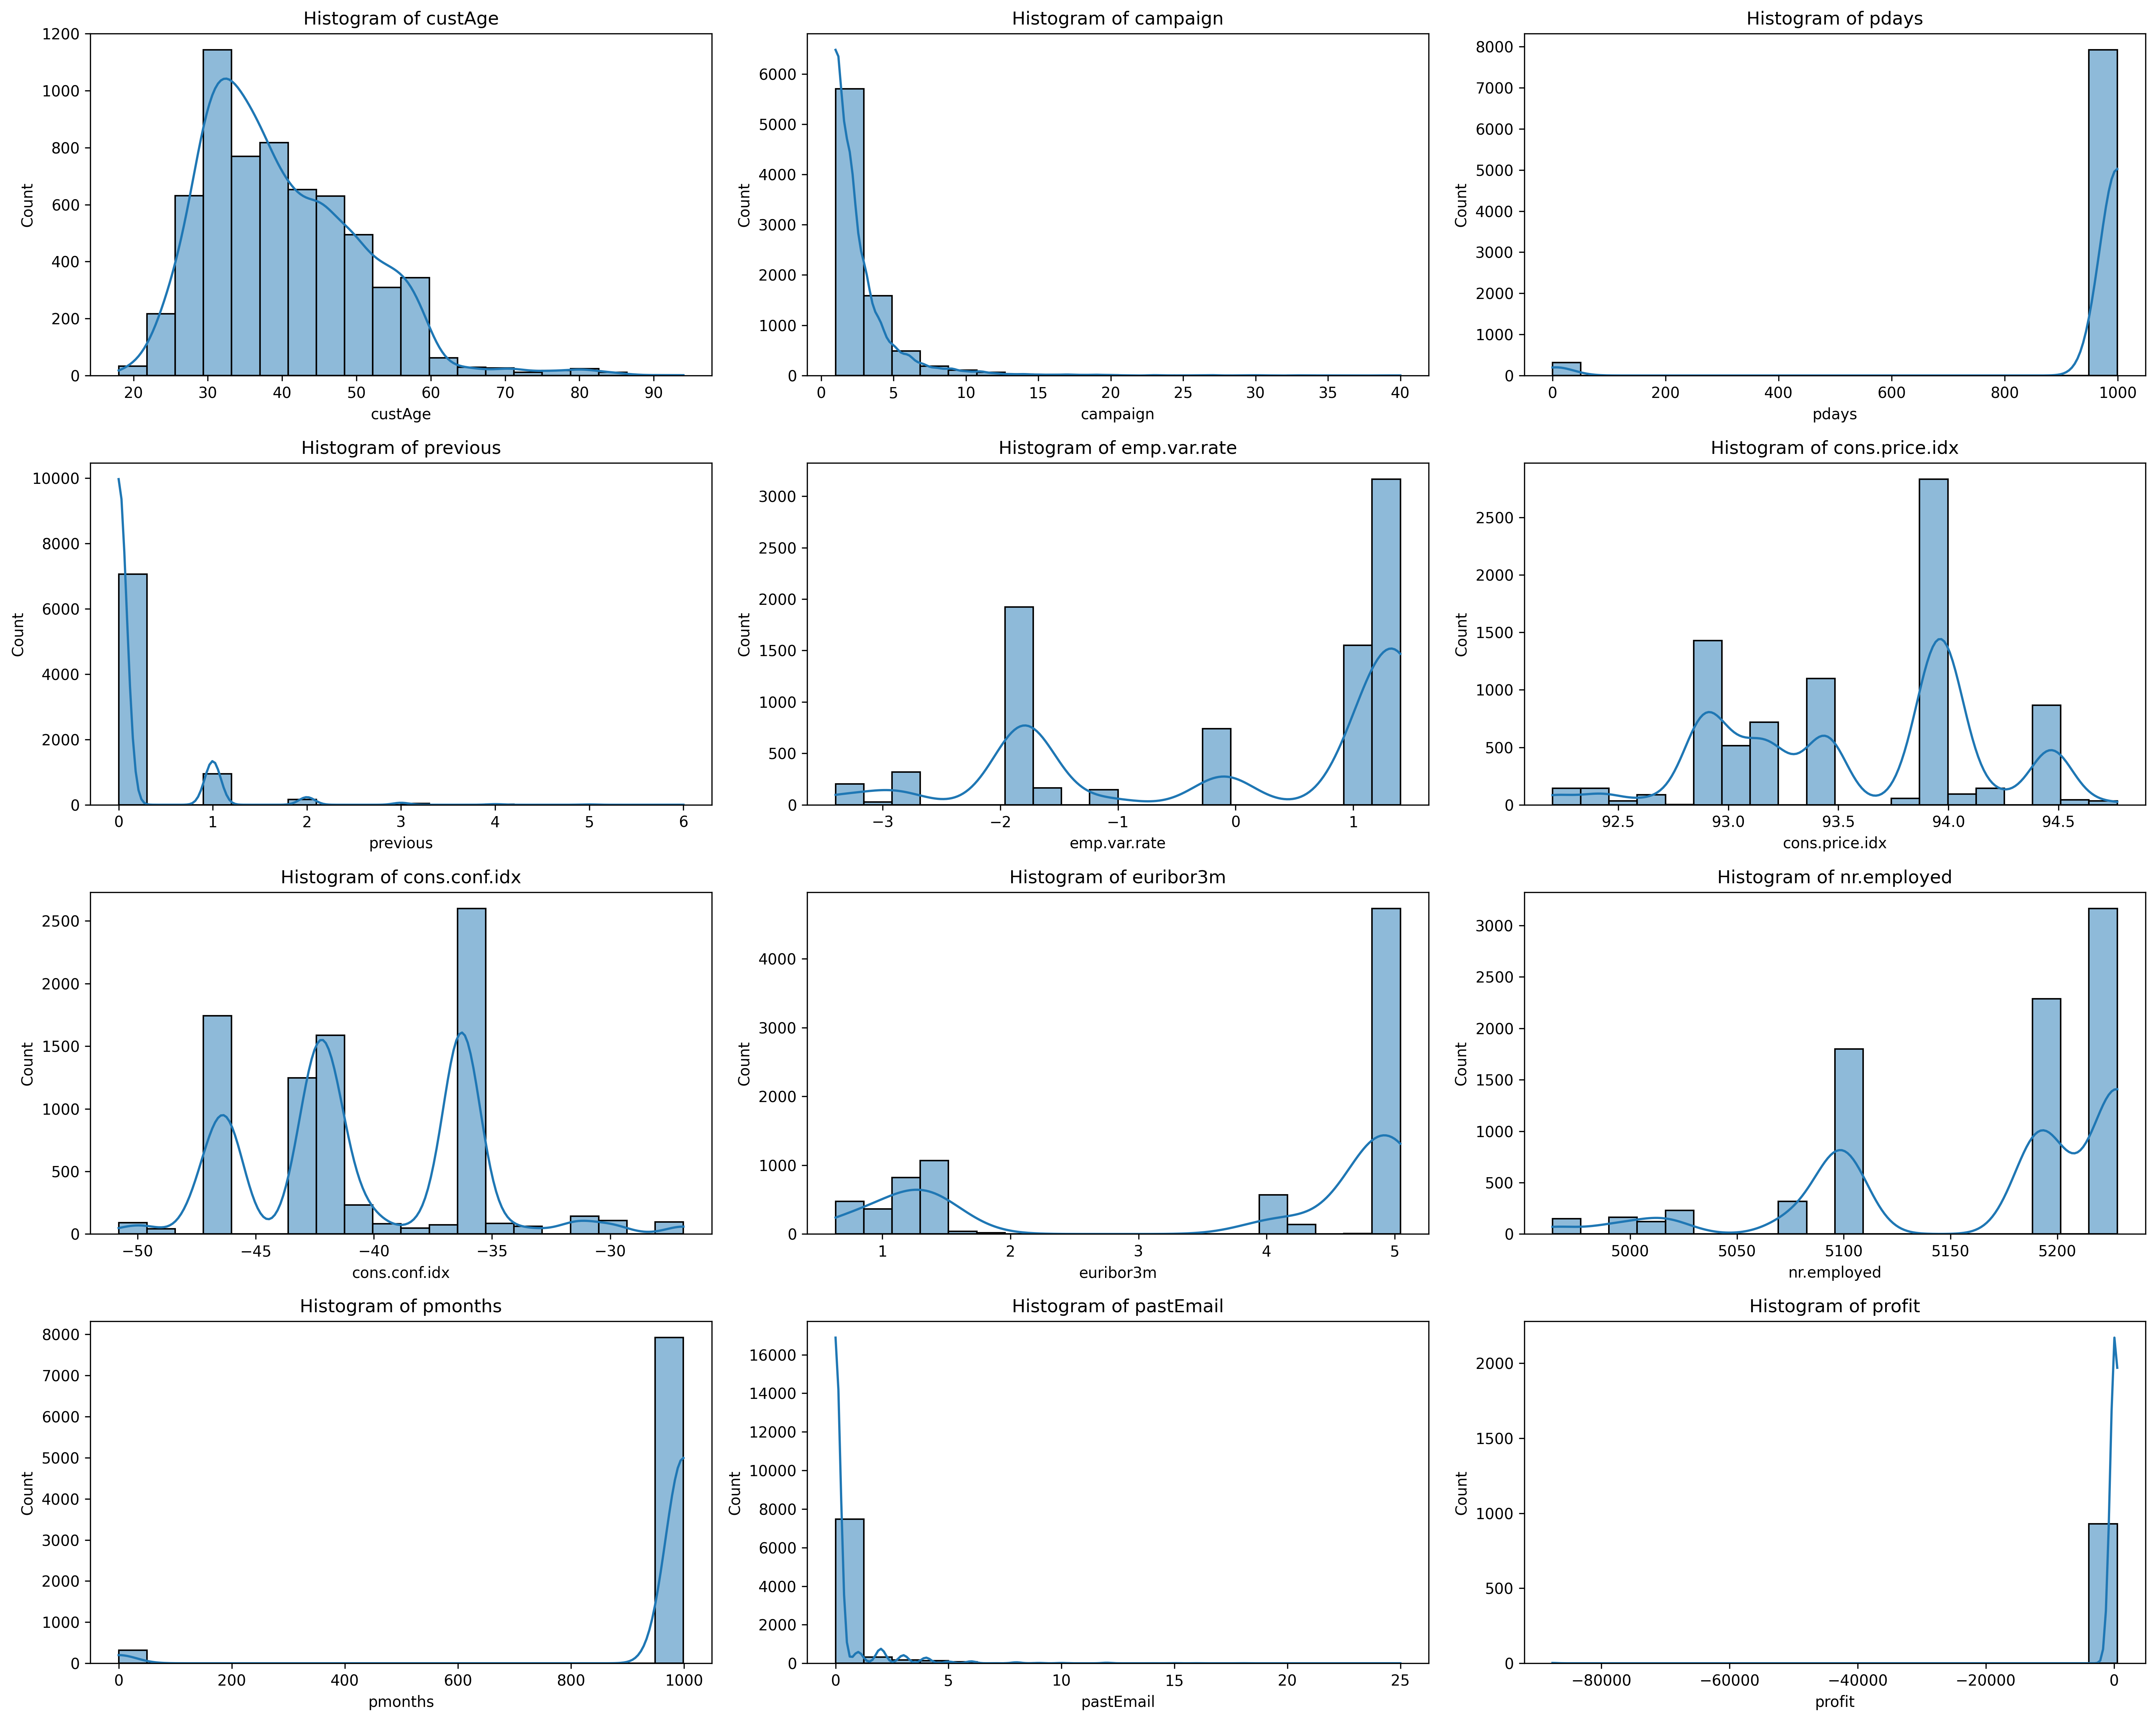 Histogram of custAge
1200
1000
800
600
400
200
0
Count
20 30 40 50 60 70 80 90
custAge
Histogram of campaign
6000
5000
4000
3000
2000
1000
0
Count
0 5 10 15 20 25 30 35 40
campaign
Histogram of pdays
8000
7000
6000
5000
4000
3000
2000
1000
0
Count
0 200 400 600 800 1000
pdays
Histogram of previous
10000
8000
6000
4000
2000
0
Count
0 1 2 3 4 5 6
previous
Histogram of emp.var.rate
3000
2500
2000
1500
1000
500
0
Count
−3 −2 −1 0 1
emp.var.rate
Histogram of cons.price.idx
2500
2000
1500
1000
500
0
Count
92.5 93.0 93.5 94.0 94.5
cons.price.idx
Histogram of cons.conf.idx
2500
2000
1500
1000
500
0
Count
−50 −45 −40 −35 −30
cons.conf.idx
Histogram of euribor3m
4000
3000
2000
1000
0
Count
1 2 3 4 5
euribor3m
Histogram of nr.employed
3000
2500
2000
1500
1000
500
0
Count
5000 5050 5100 5150 5200
nr.employed
Histogram of pmonths
8000
7000
6000
5000
4000
3000
2000
1000
0
Count
0 200 400 600 800 1000
pmonths
Histogram of pastEmail
16000
14000
12000
10000
8000
6000
4000
2000
0
Count
0 5 10 15 20 25
pastEmail
Histogram of profit
2000
1500
1000
500
0
Count
−80000 −60000 −40000 −20000 0
profit